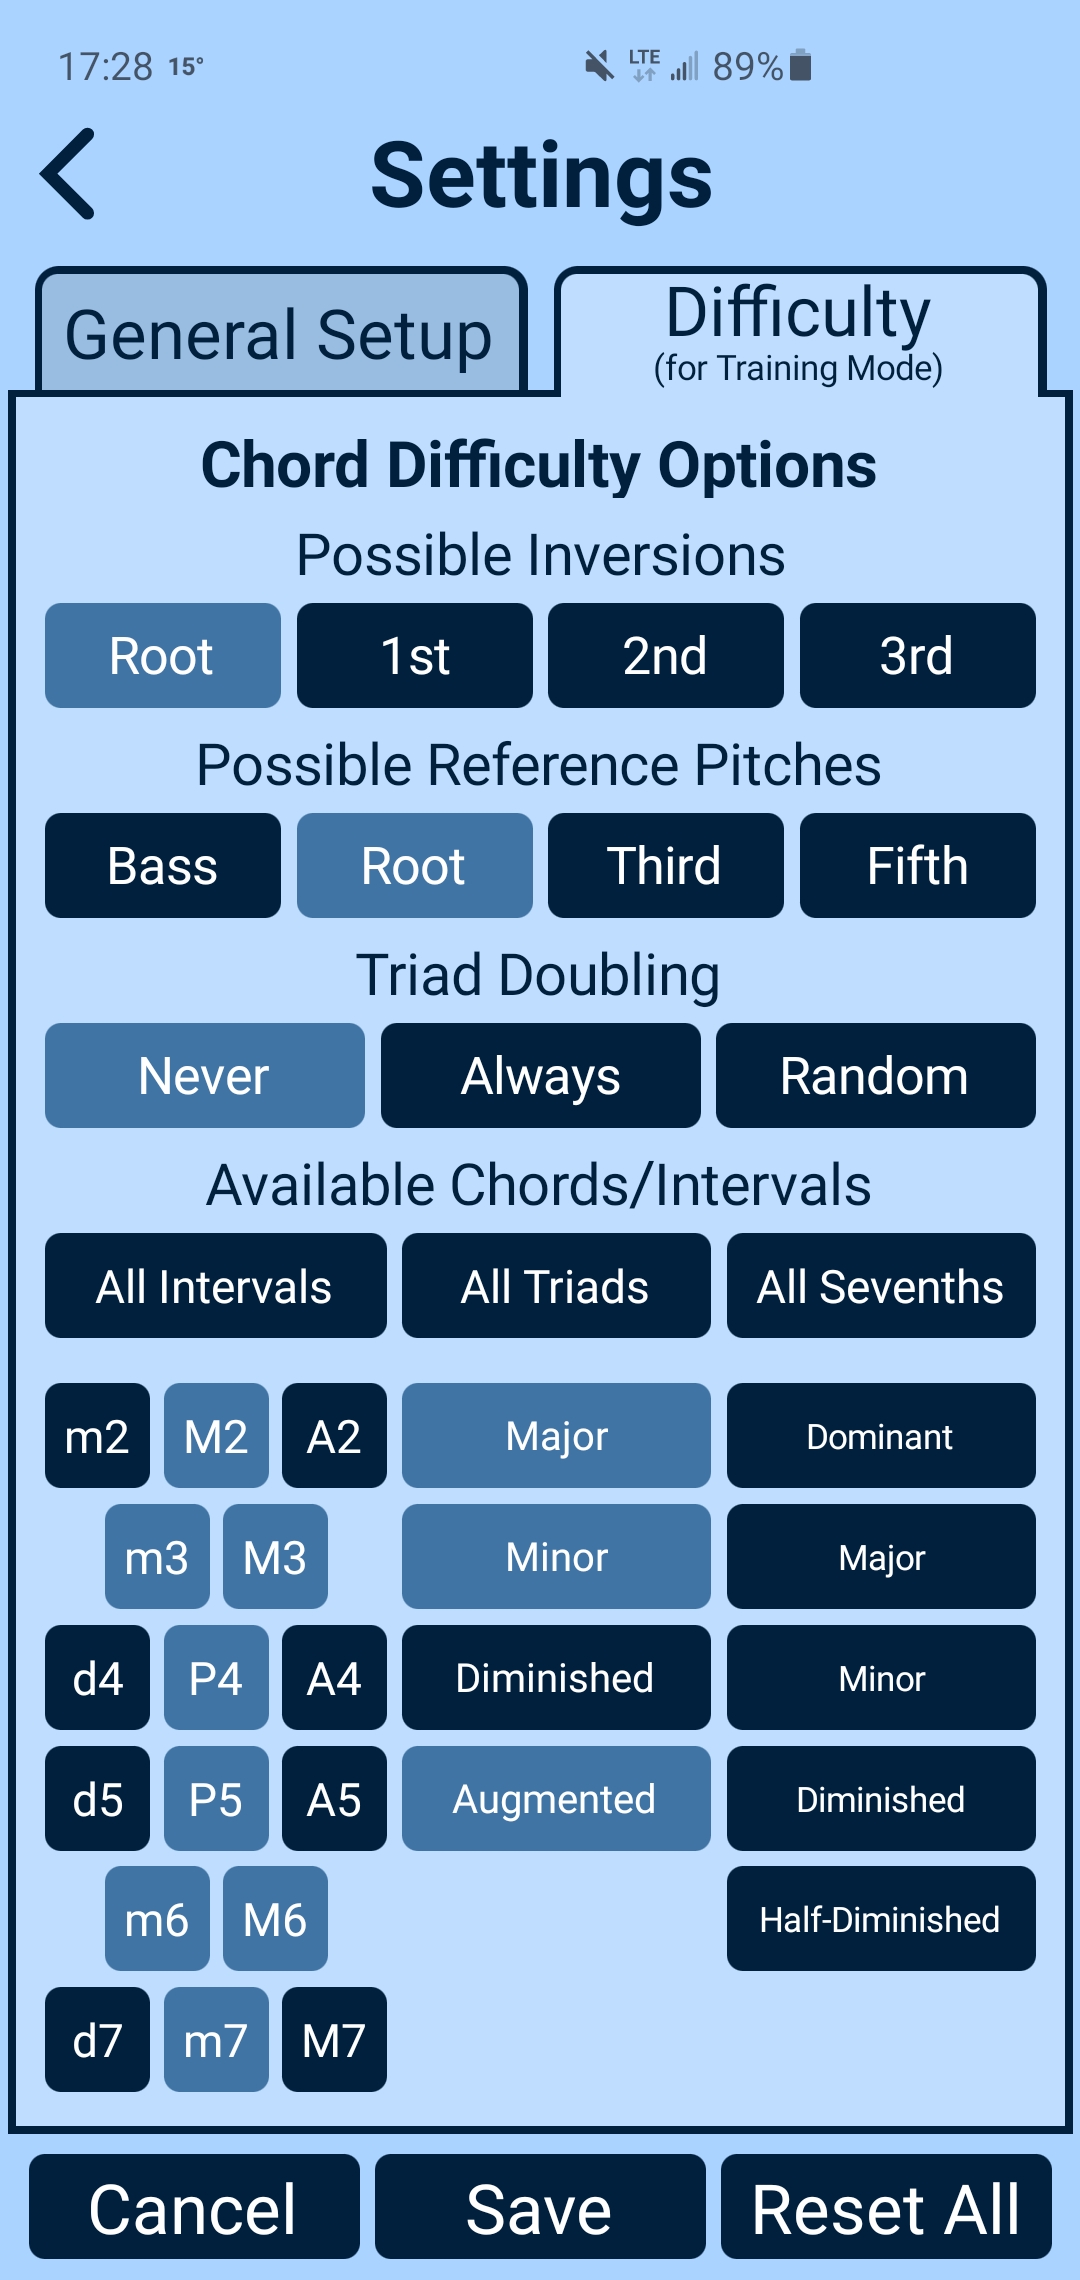 17:28 15° LTE 89%
Settings
General Setup
Difficulty
(for Training Mode)
Chord Difficulty Options
Possible Inversions
Root 1st 2nd 3rd
Possible Reference Pitches
Bass Root Third Fifth
Triad Doubling
Never Always Random
Available Chords/Intervals
All Intervals All Triads All Sevenths
m2 M2 A2 Major Dominant
m3 M3 Minor Major
d4 P4 A4 Diminished Minor
d5 P5 A5 Augmented Diminished
m6 M6 Half-Diminished
d7 m7 M7
Cancel Save Reset All